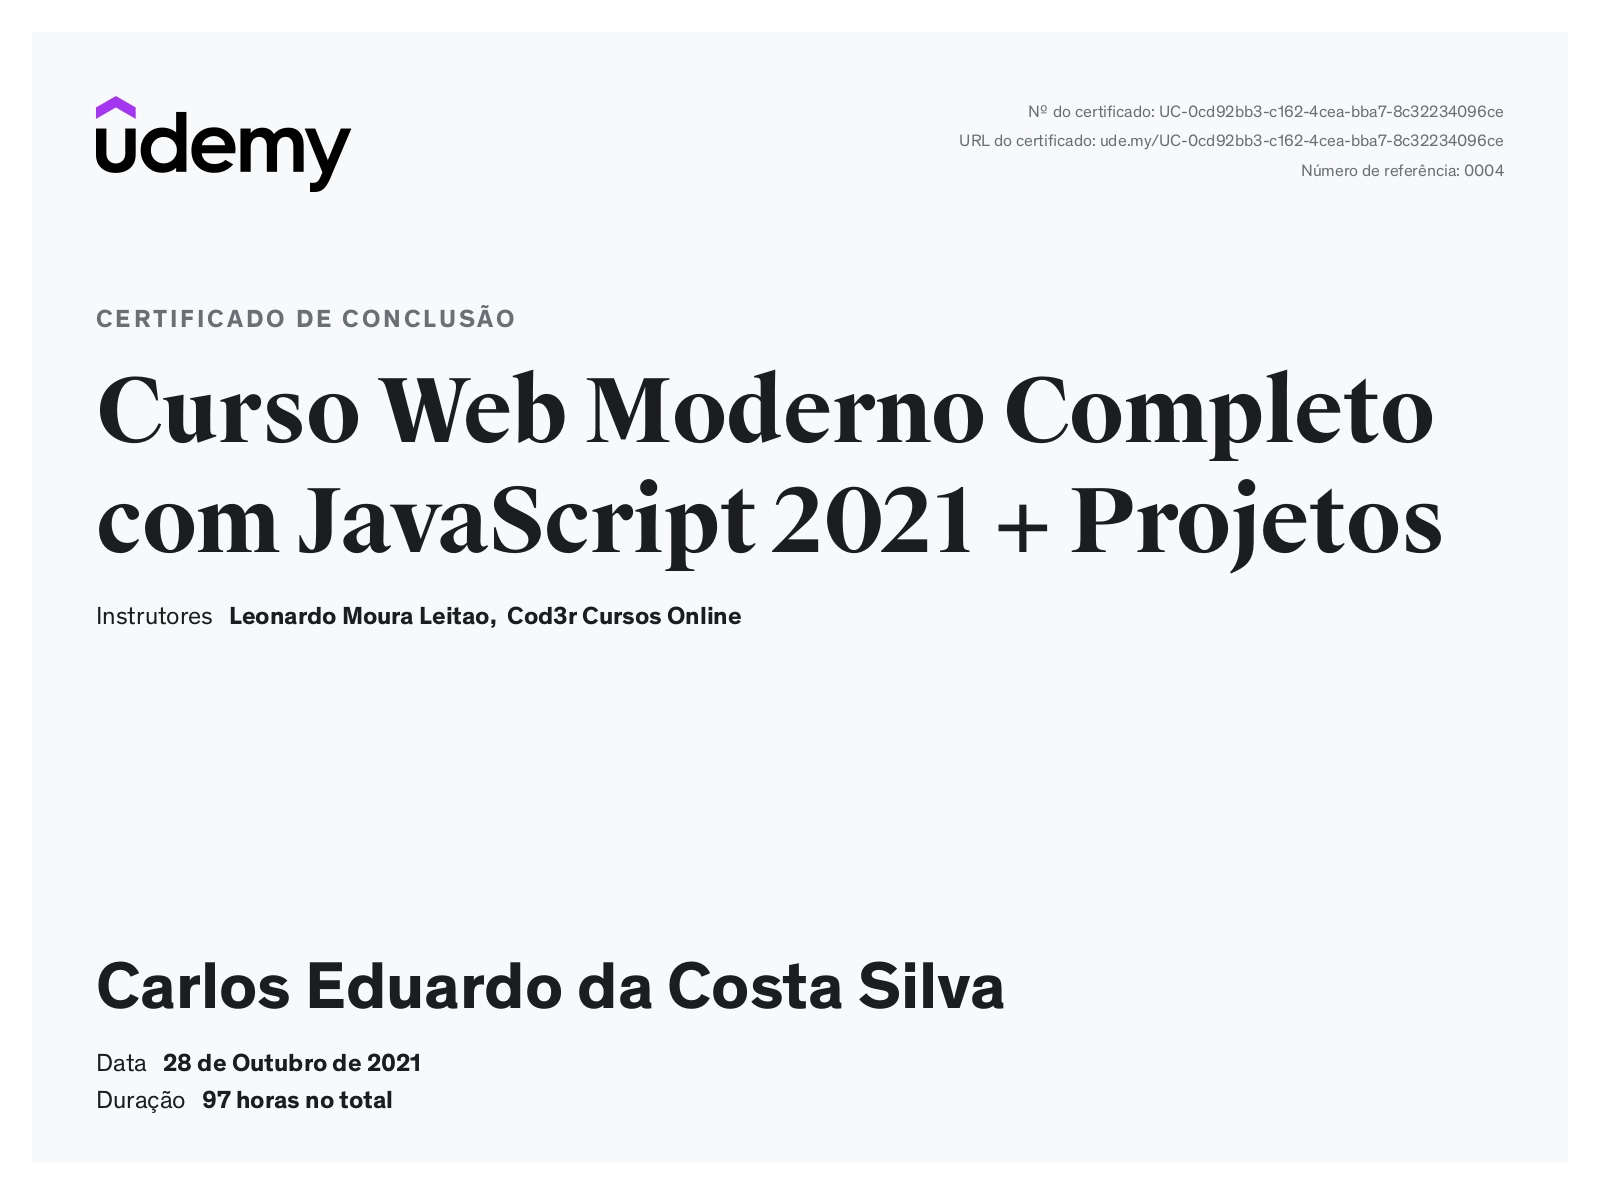 udemy
Nº do certificado: UC-0cd92bb3-c162-4cea-bba7-8c32234096ce
URL do certificado: ude.my/UC-0cd92bb3-c162-4cea-bba7-8c32234096ce
Número de referência: 0004
CERTIFICADO DE CONCLUSÃO
Curso Web Moderno Completo
com JavaScript 2021 + Projetos
Instrutores Leonardo Moura Leitao, Cod3r Cursos Online
Carlos Eduardo da Costa Silva
Data 28 de Outubro de 2021
Duração 97 horas no total